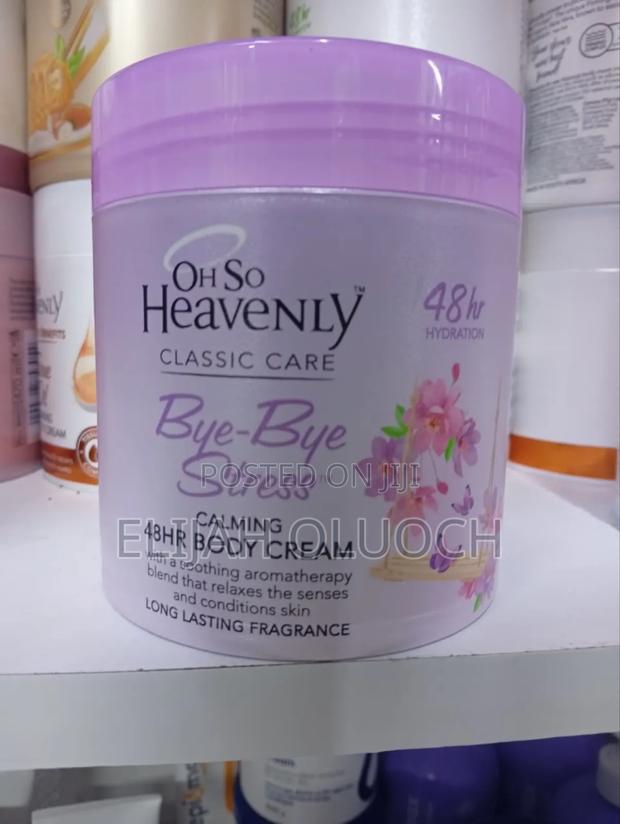 OH SO
HEAVENLY™
CLASSIC CARE
48hr
HYDRATION
Bye-Bye
Stress
POSTED ON JIJI
ELIJAH OLUOCH
CALMING
48HR BODY CREAM
with a soothing aromatherapy
blend that relaxes the senses
and conditions skin
LONG LASTING FRAGRANCE